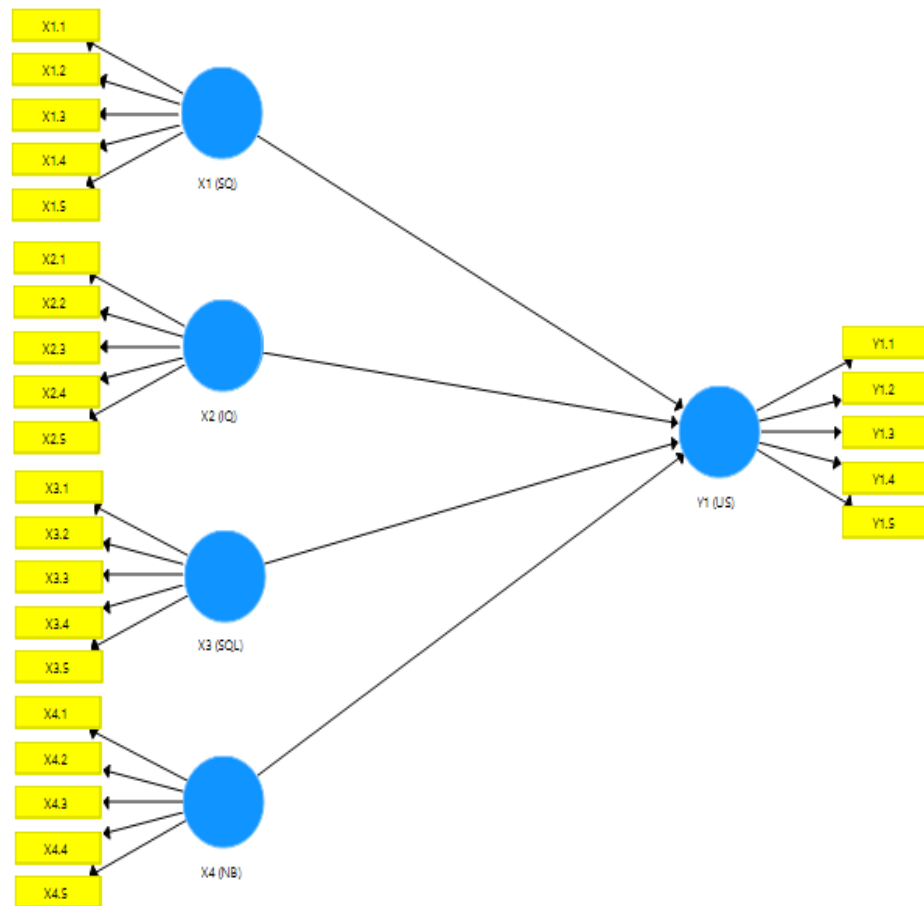 X1.1
X1.2
X1.3
X1.4
X1.5
X1 (SQ)
X2.1
X2.2
X2.3
X2.4
X2.5
X2 (IQ)
X3.1
X3.2
X3.3
X3.4
X3.5
X3 (SQL)
X4.1
X4.2
X4.3
X4.4
X4.5
X4 (NB)
Y1.1
Y1.2
Y1.3
Y1.4
Y1.5
Y1 (US)